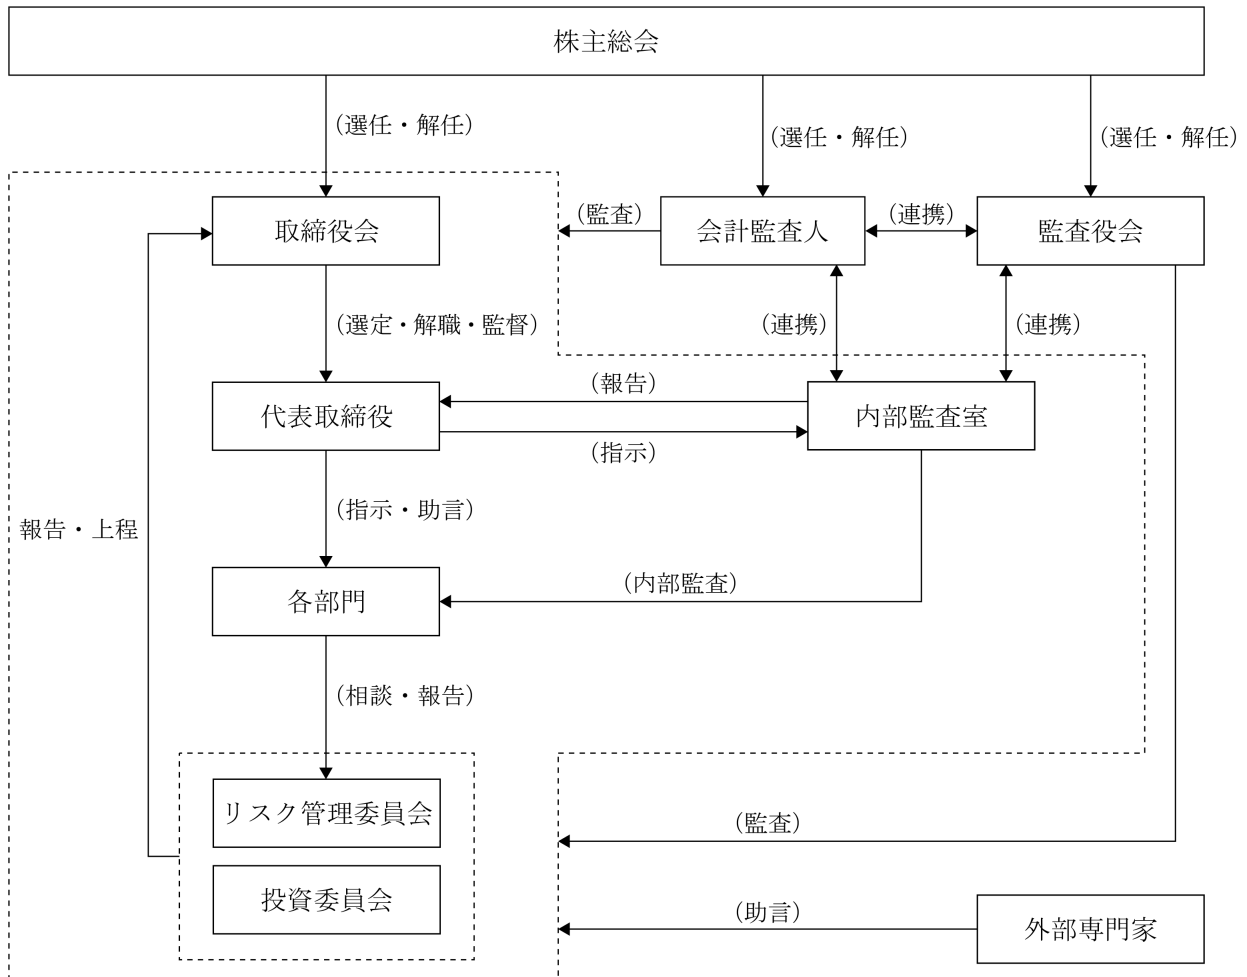 株主総会
（選任・解任）
（選任・解任）
（選任・解任）
取締役会
（監査）
会計監査人
（連携）
監査役会
（選定・解職・監督）
（連携）
（連携）
代表取締役
（報告）
（指示）
内部監査室
（指示・助言）
報告・上程
各部門
（内部監査）
（相談・報告）
リスク管理委員会
（監査）
投資委員会
（助言）
外部専門家